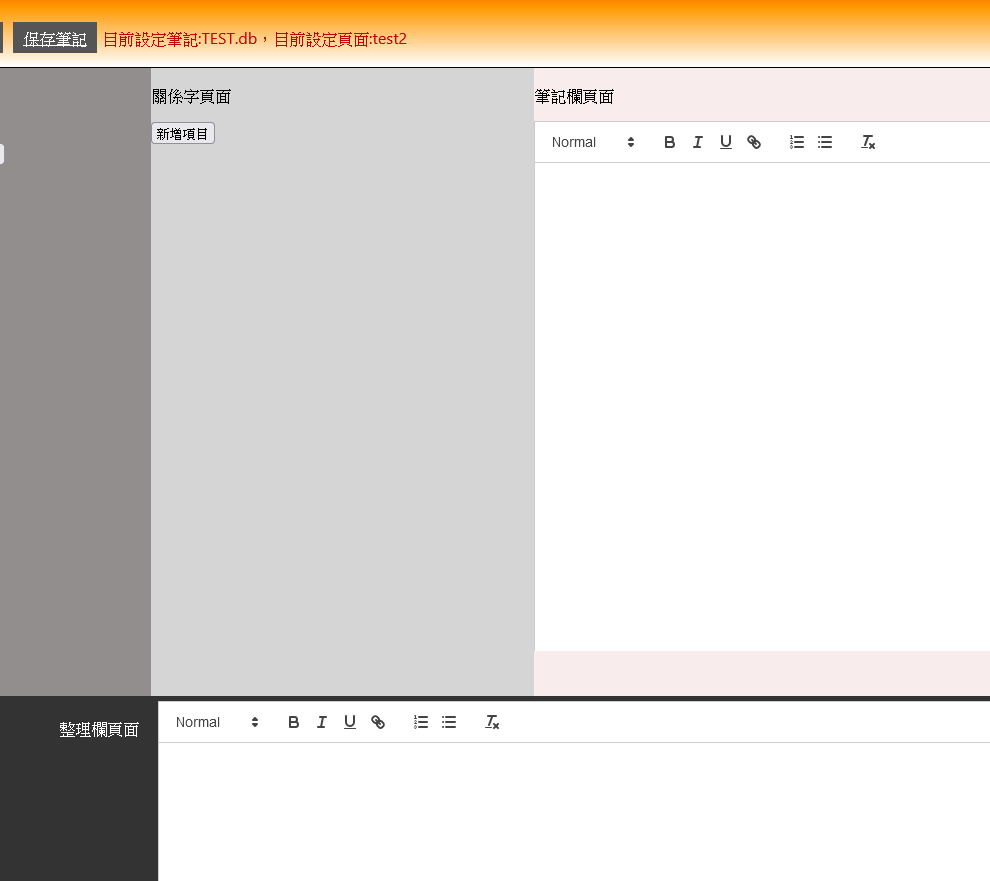 保存筆記 目前設定筆記:TEST.db，目前設定頁面:test2
關係字頁面
筆記欄頁面
新增項目
Normal
整理欄頁面
Normal